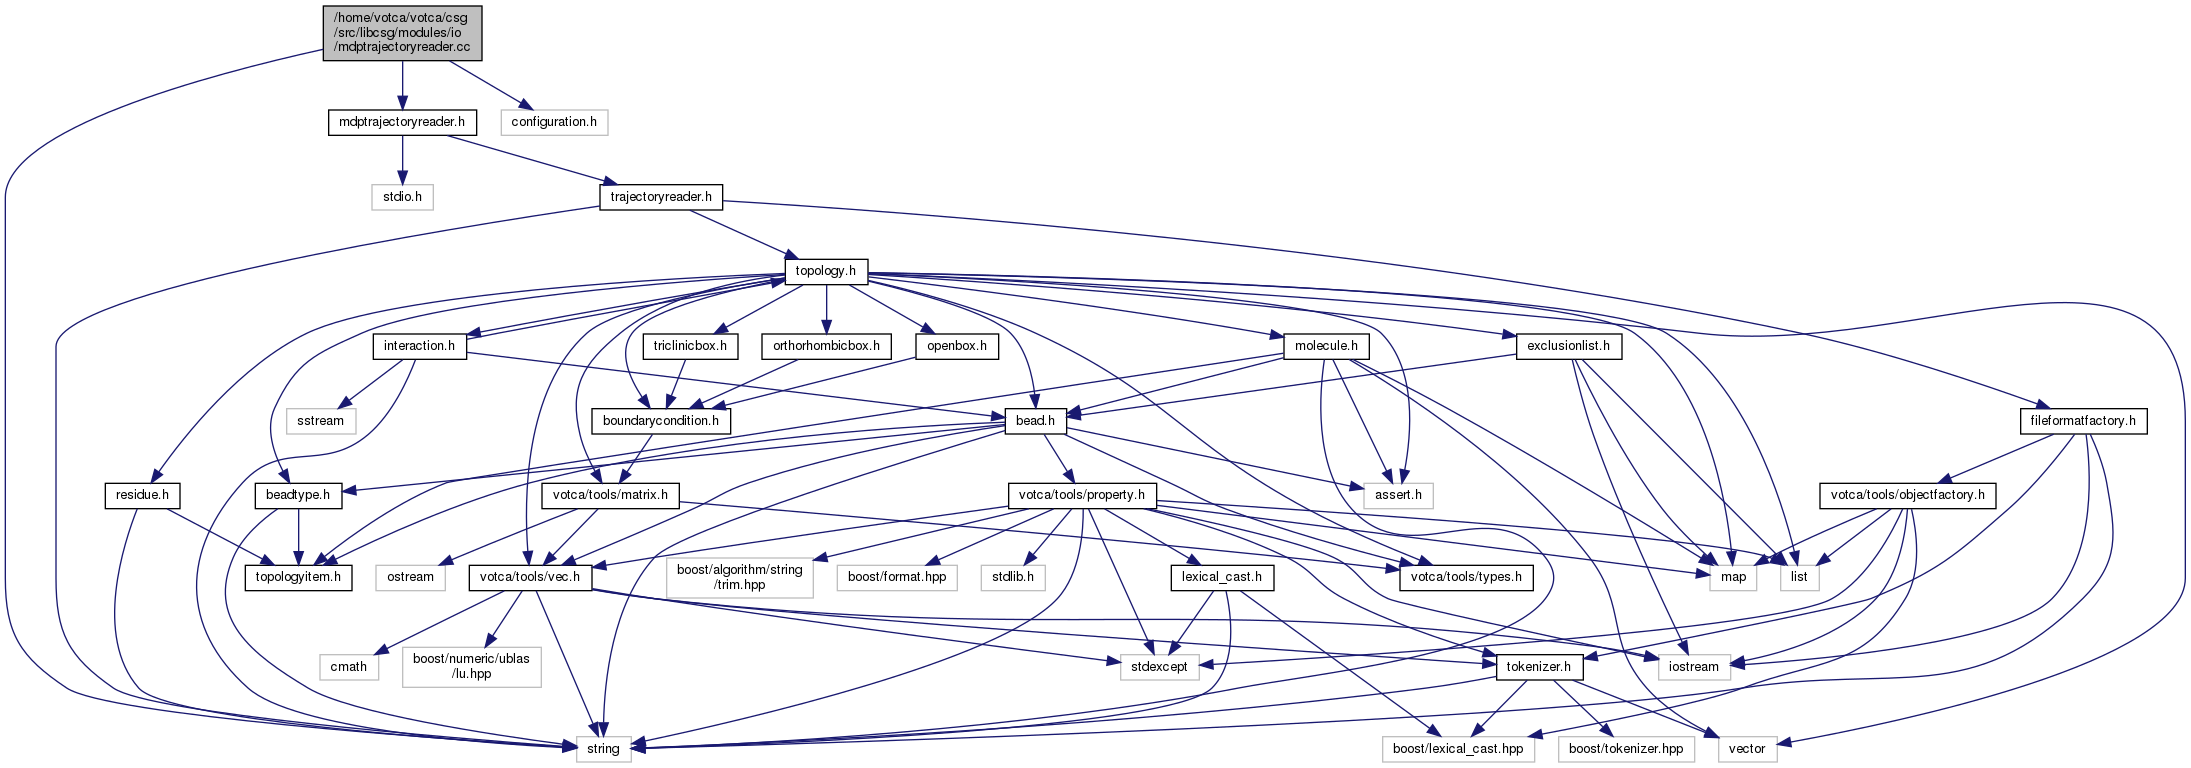 /home/votca/votca/csg
/src/libcsg/modules/io
/mdptrajectoryreader.cc
mdptrajectoryreader.h
configuration.h
stdio.h
trajectoryreader.h
topology.h
interaction.h
triclinicbox.h
orthorhombicbox.h
openbox.h
molecule.h
exclusionlist.h
sstream
boundarycondition.h
bead.h
fileformatfactory.h
residue.h
beadtype.h
votca/tools/matrix.h
votca/tools/property.h
assert.h
votca/tools/objectfactory.h
topologyitem.h
ostream
votca/tools/vec.h
boost/algorithm/string
/trim.hpp
boost/format.hpp
stdlib.h
lexical_cast.h
votca/tools/types.h
map
list
cmath
boost/numeric/ublas
/lu.hpp
stdexcept
tokenizer.h
iostream
string
boost/lexical_cast.hpp
boost/tokenizer.hpp
vector